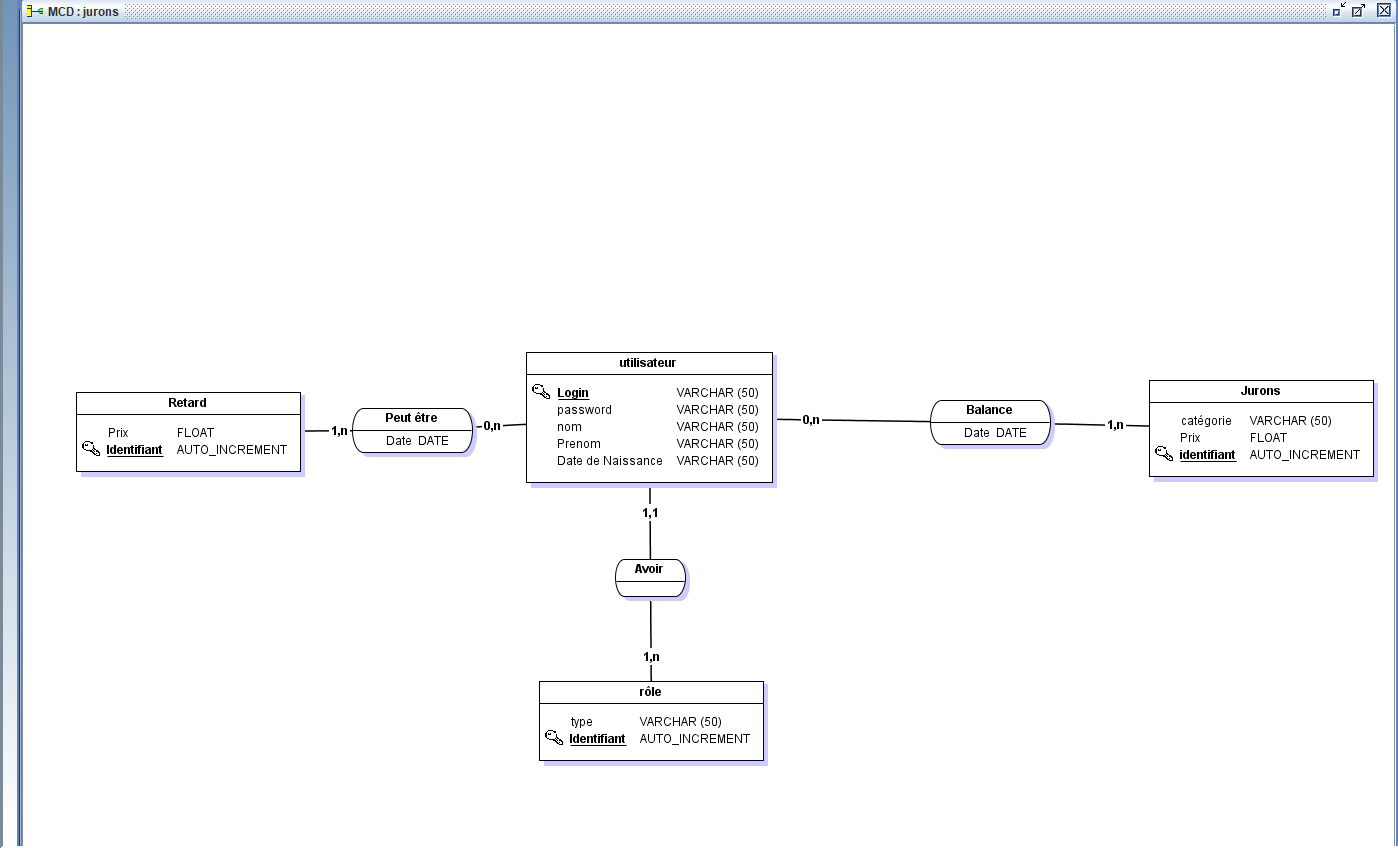 MCD : jurons
utilisateur
Login VARCHAR (50)
password VARCHAR (50)
nom VARCHAR (50)
Prenom VARCHAR (50)
Date de Naissance VARCHAR (50)
Retard
Prix FLOAT
Identifiant AUTO_INCREMENT
1,n
Peut être
Date DATE
0,n
0,n
Balance
Date DATE
1,n
Jurons
catégorie VARCHAR (50)
Prix FLOAT
identifiant AUTO_INCREMENT
1,1
Avoir
1,n
rôle
type VARCHAR (50)
Identifiant AUTO_INCREMENT